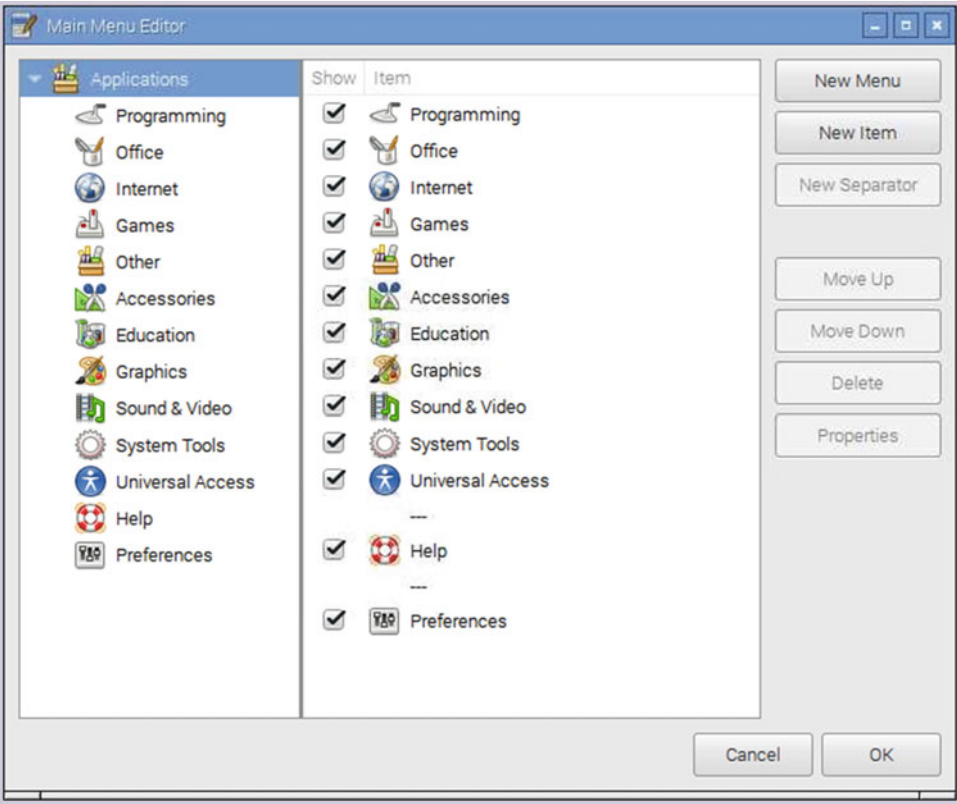 Main Menu Editor
Applications
Programming
Office
Internet
Games
Other
Accessories
Education
Graphics
Sound & Video
System Tools
Universal Access
Help
Preferences
Show Item
Programming
Office
Internet
Games
Other
Accessories
Education
Graphics
Sound & Video
System Tools
Universal Access
---
Help
---
Preferences
New Menu
New Item
New Separator
Move Up
Move Down
Delete
Properties
Cancel OK